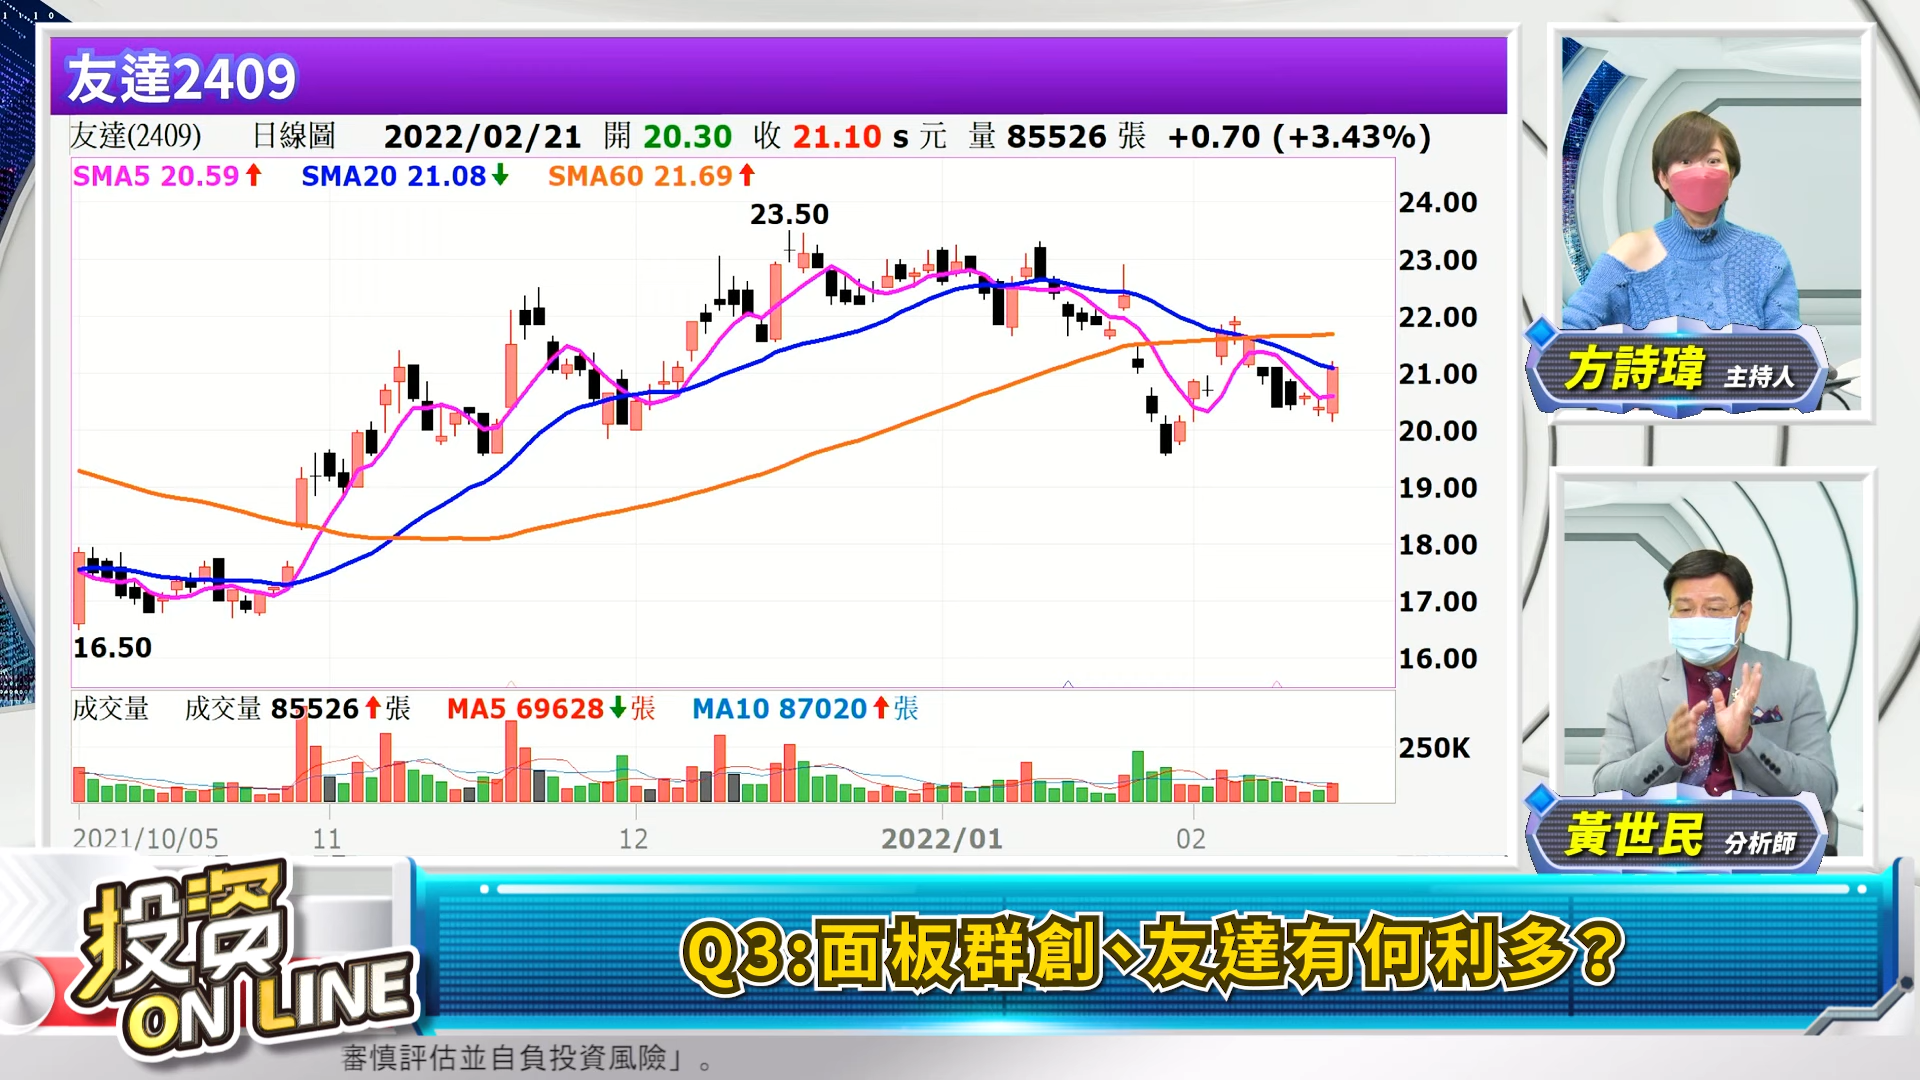 友達2409
友達(2409) 日線圖 2022/02/21 開 20.30 收 21.10 s 元 量 85526 張 +0.70 (+3.43%)
SMA5 20.59 SMA20 21.08 SMA60 21.69
23.50
16.50
24.00
23.00
22.00
21.00
20.00
19.00
18.00
17.00
16.00
成交量 成交量 85526 張 MA5 69628 張 MA10 87020 張
250K
2021/10/05 11 12 2022/01 02
方詩瑋 主持人
黃世民 分析師
投資 ON LINE
Q3:面板群創、友達有何利多?
審慎評估並自負投資風險」。